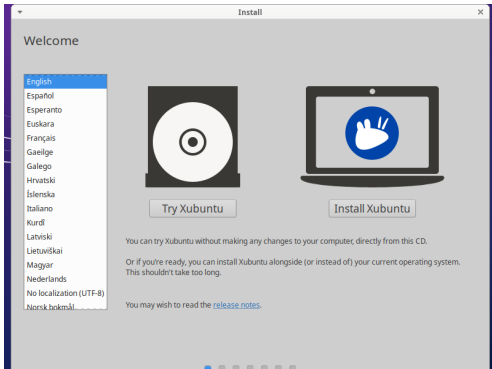 Install
Welcome
English
Español
Esperanto
Euskara
Français
Gaeilge
Galego
Hrvatski
Íslenska
Italiano
Kurdî
Latviski
Lietuviškai
Magyar
Nederlands
No localization (UTF-8)
Norsk bokmål
Try Xubuntu
Install Xubuntu
You can try Xubuntu without making any changes to your computer, directly from this CD.
Or if you're ready, you can install Xubuntu alongside (or instead of) your current operating system.
This shouldn't take too long.
You may wish to read the release notes.